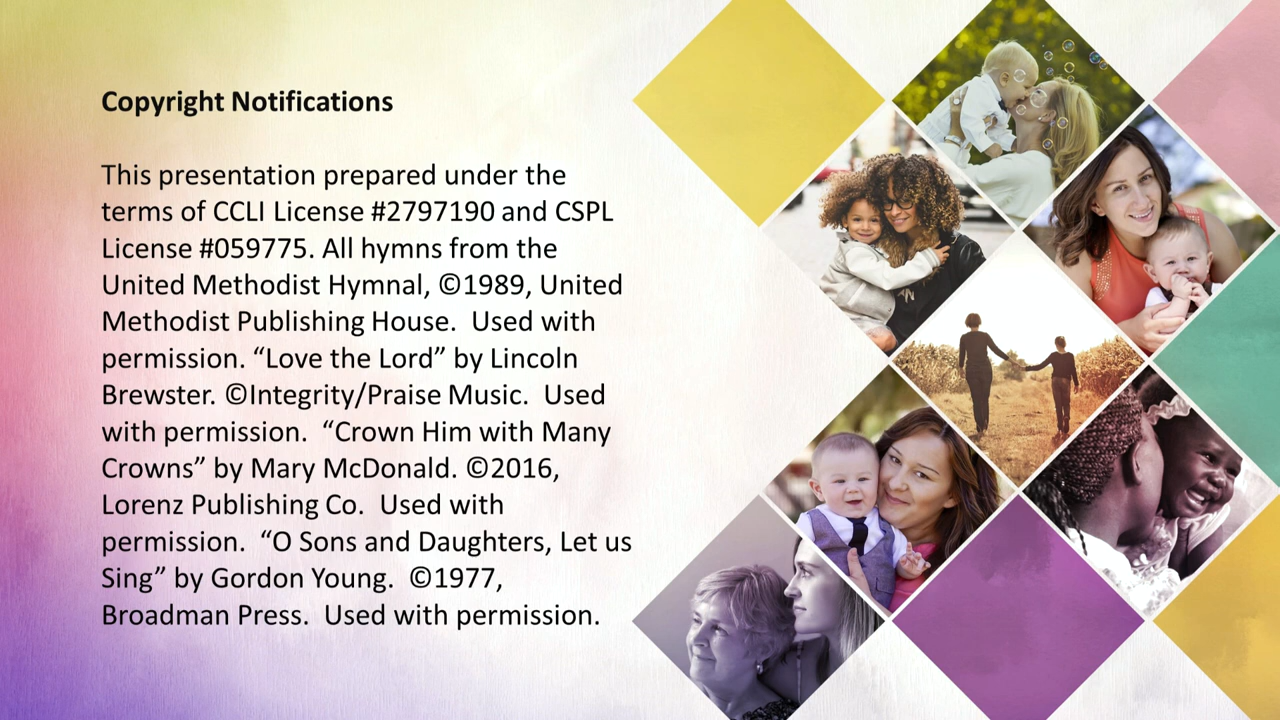 Copyright Notifications
This presentation prepared under the
terms of CCLI License #2797190 and CSPL
License #059775. All hymns from the
United Methodist Hymnal, ©1989, United
Methodist Publishing House.  Used with
permission. “Love the Lord” by Lincoln
Brewster. ©Integrity/Praise Music.  Used
with permission.  “Crown Him with Many
Crowns” by Mary McDonald. ©2016,
Lorenz Publishing Co.  Used with
permission.  “O Sons and Daughters, Let us
Sing” by Gordon Young.  ©1977,
Broadman Press.  Used with permission.